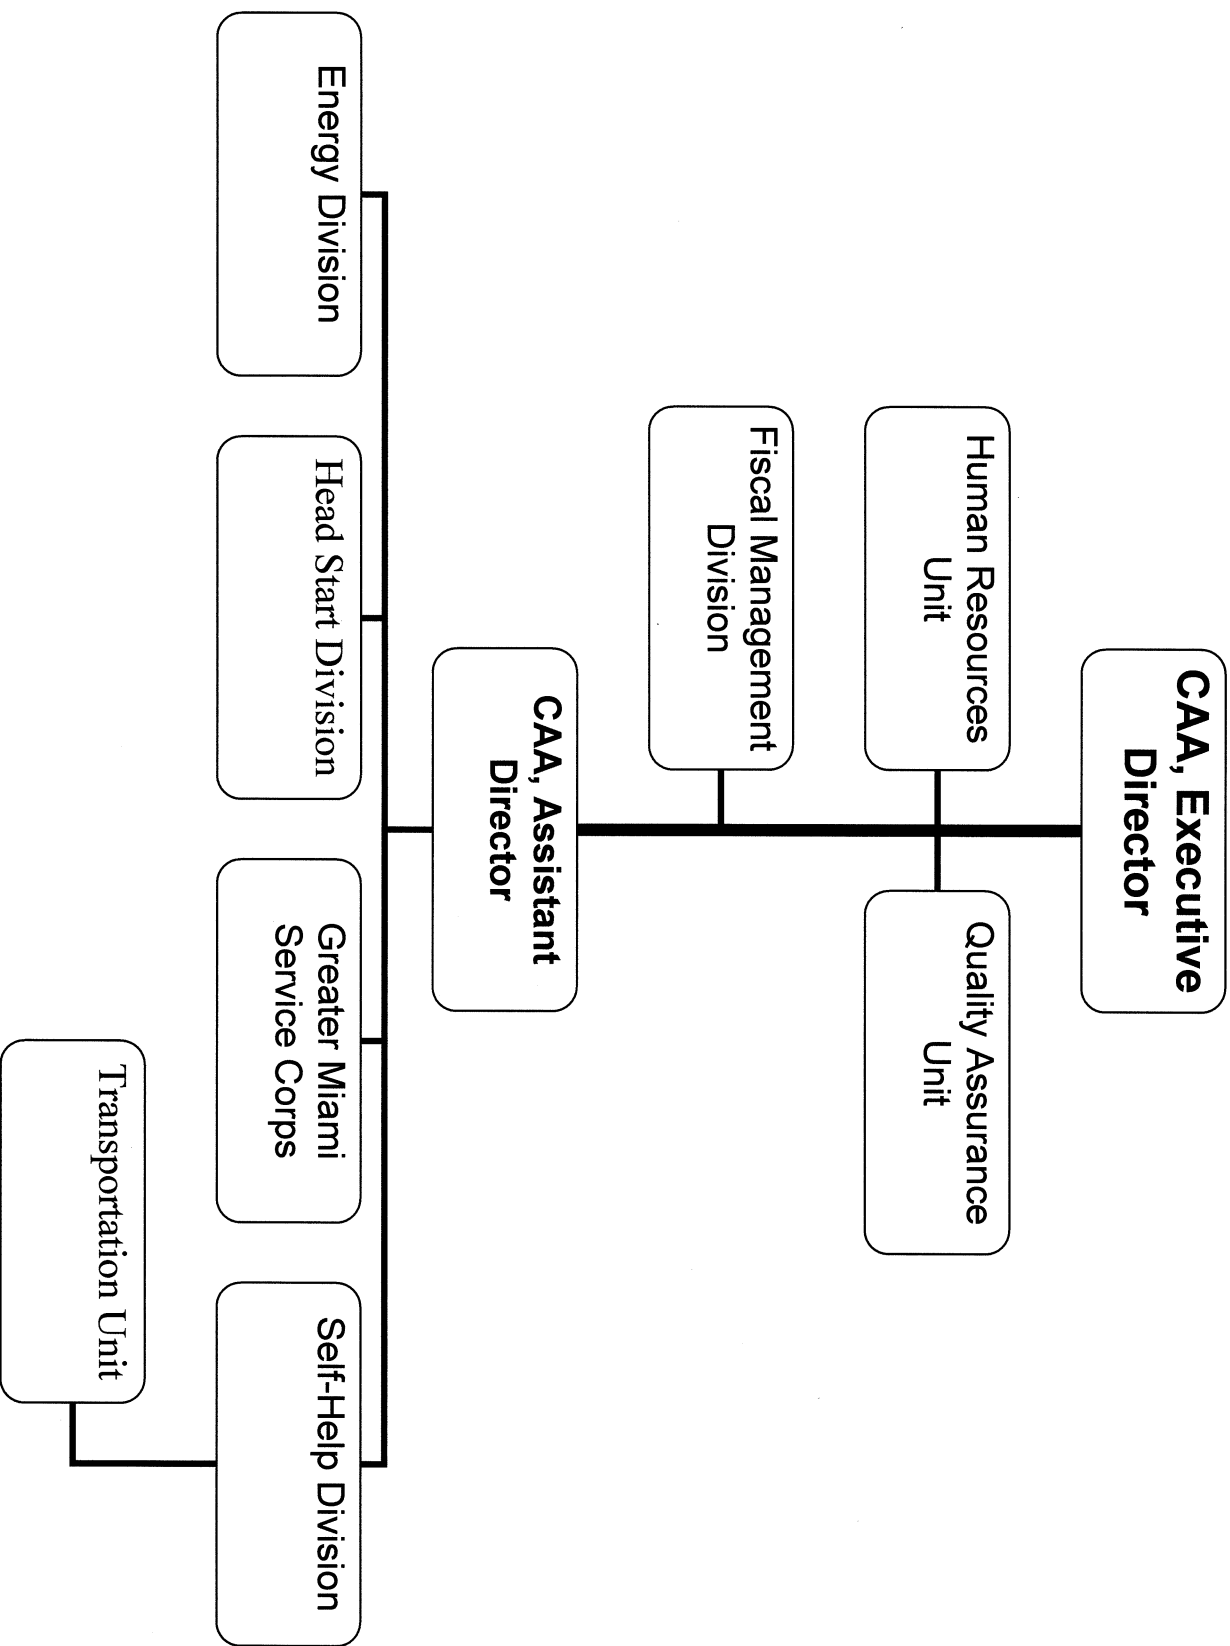 CAA, Executive
Director
Human Resources
Unit
Quality Assurance
Unit
Fiscal Management
Division
CAA, Assistant
Director
Energy Division
Head Start Division
Greater Miami
Service Corps
Self-Help Division
Transportation Unit